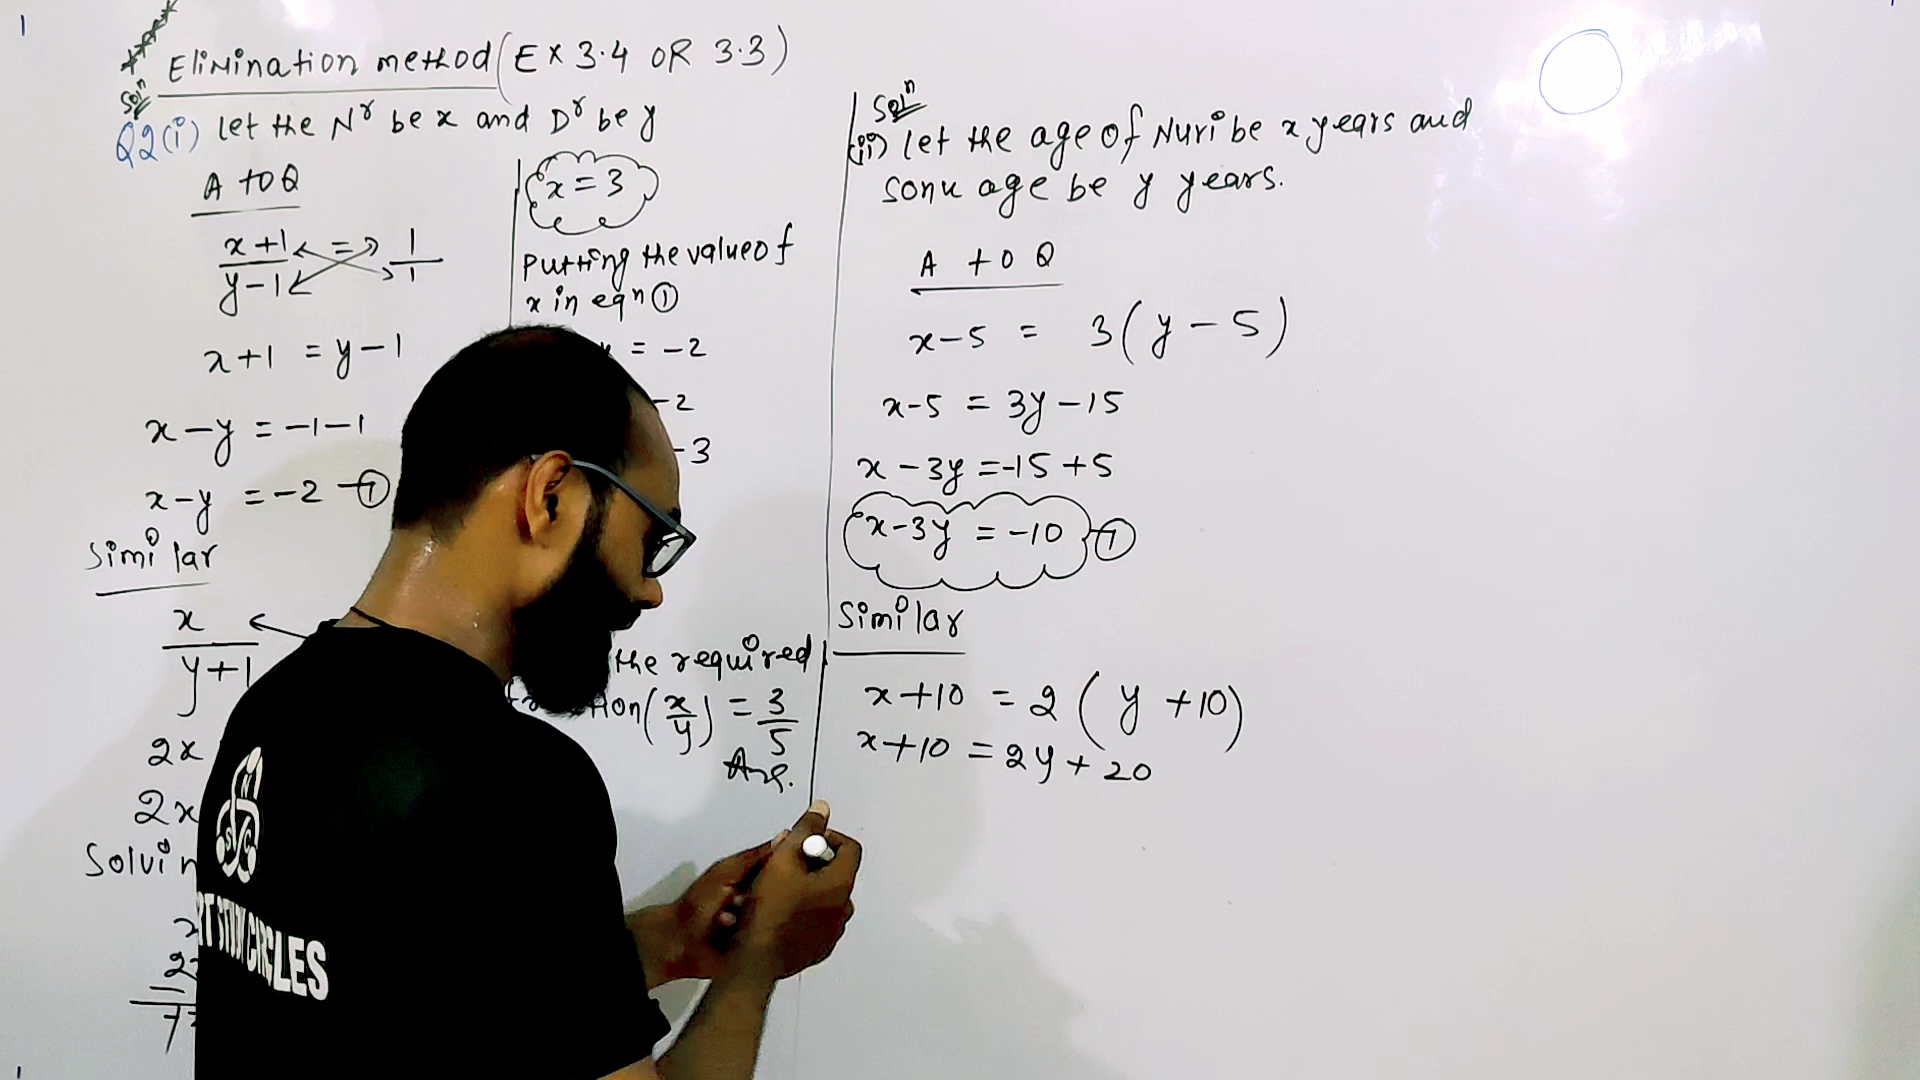 Elimination method (EX 3.4 OR 3.3)
Solⁿ
Q2(i) let the Nʳ be x and Dʳ be y
A to Q
x+1 / y-1 = 1 / 1
x+1 = y-1
x-y = -1-1
x-y = -2 ①
Similar
x / y+1
2x
2x
Solvin
x = 3
Putting the value of
x in eqn ①
= -2
-2
-3
the required
(x/y) = 3/5
Ans.
Solⁿ
(ii) let the age of Nuri be x years and
sonu age be y years.
A to Q
x-5 = 3(y-5)
x-5 = 3y-15
x-3y = -15+5
x-3y = -10 ①
Similar
x+10 = 2(y+10)
x+10 = 2y+20
STUDY CIRCLES